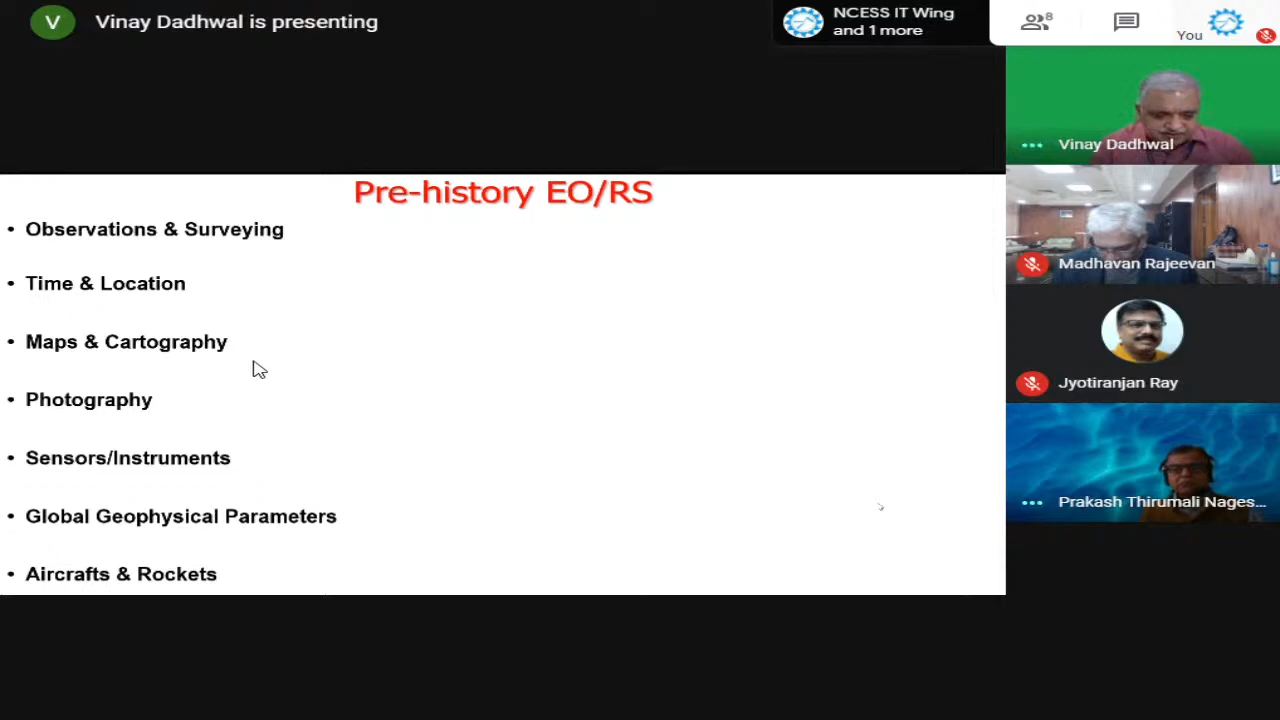 V
Vinay Dadhwal is presenting
NCESS IT Wing
and 1 more
8
You
Vinay Dadhwal
Madhavan Rajeevan
Jyotiranjan Ray
Prakash Thirumali Nages...
Pre-history EO/RS
• Observations & Surveying
• Time & Location
• Maps & Cartography
• Photography
• Sensors/Instruments
• Global Geophysical Parameters
• Aircrafts & Rockets